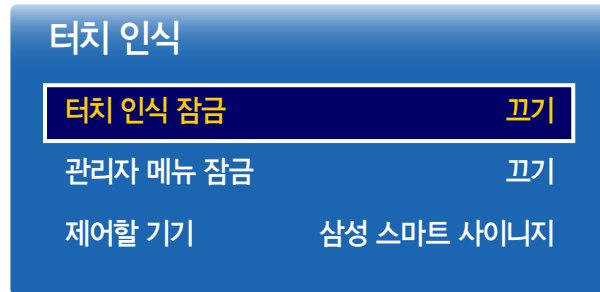 터치 인식
터치 인식 잠금 끄기
관리자 메뉴 잠금 끄기
제어할 기기 삼성 스마트 사이니지